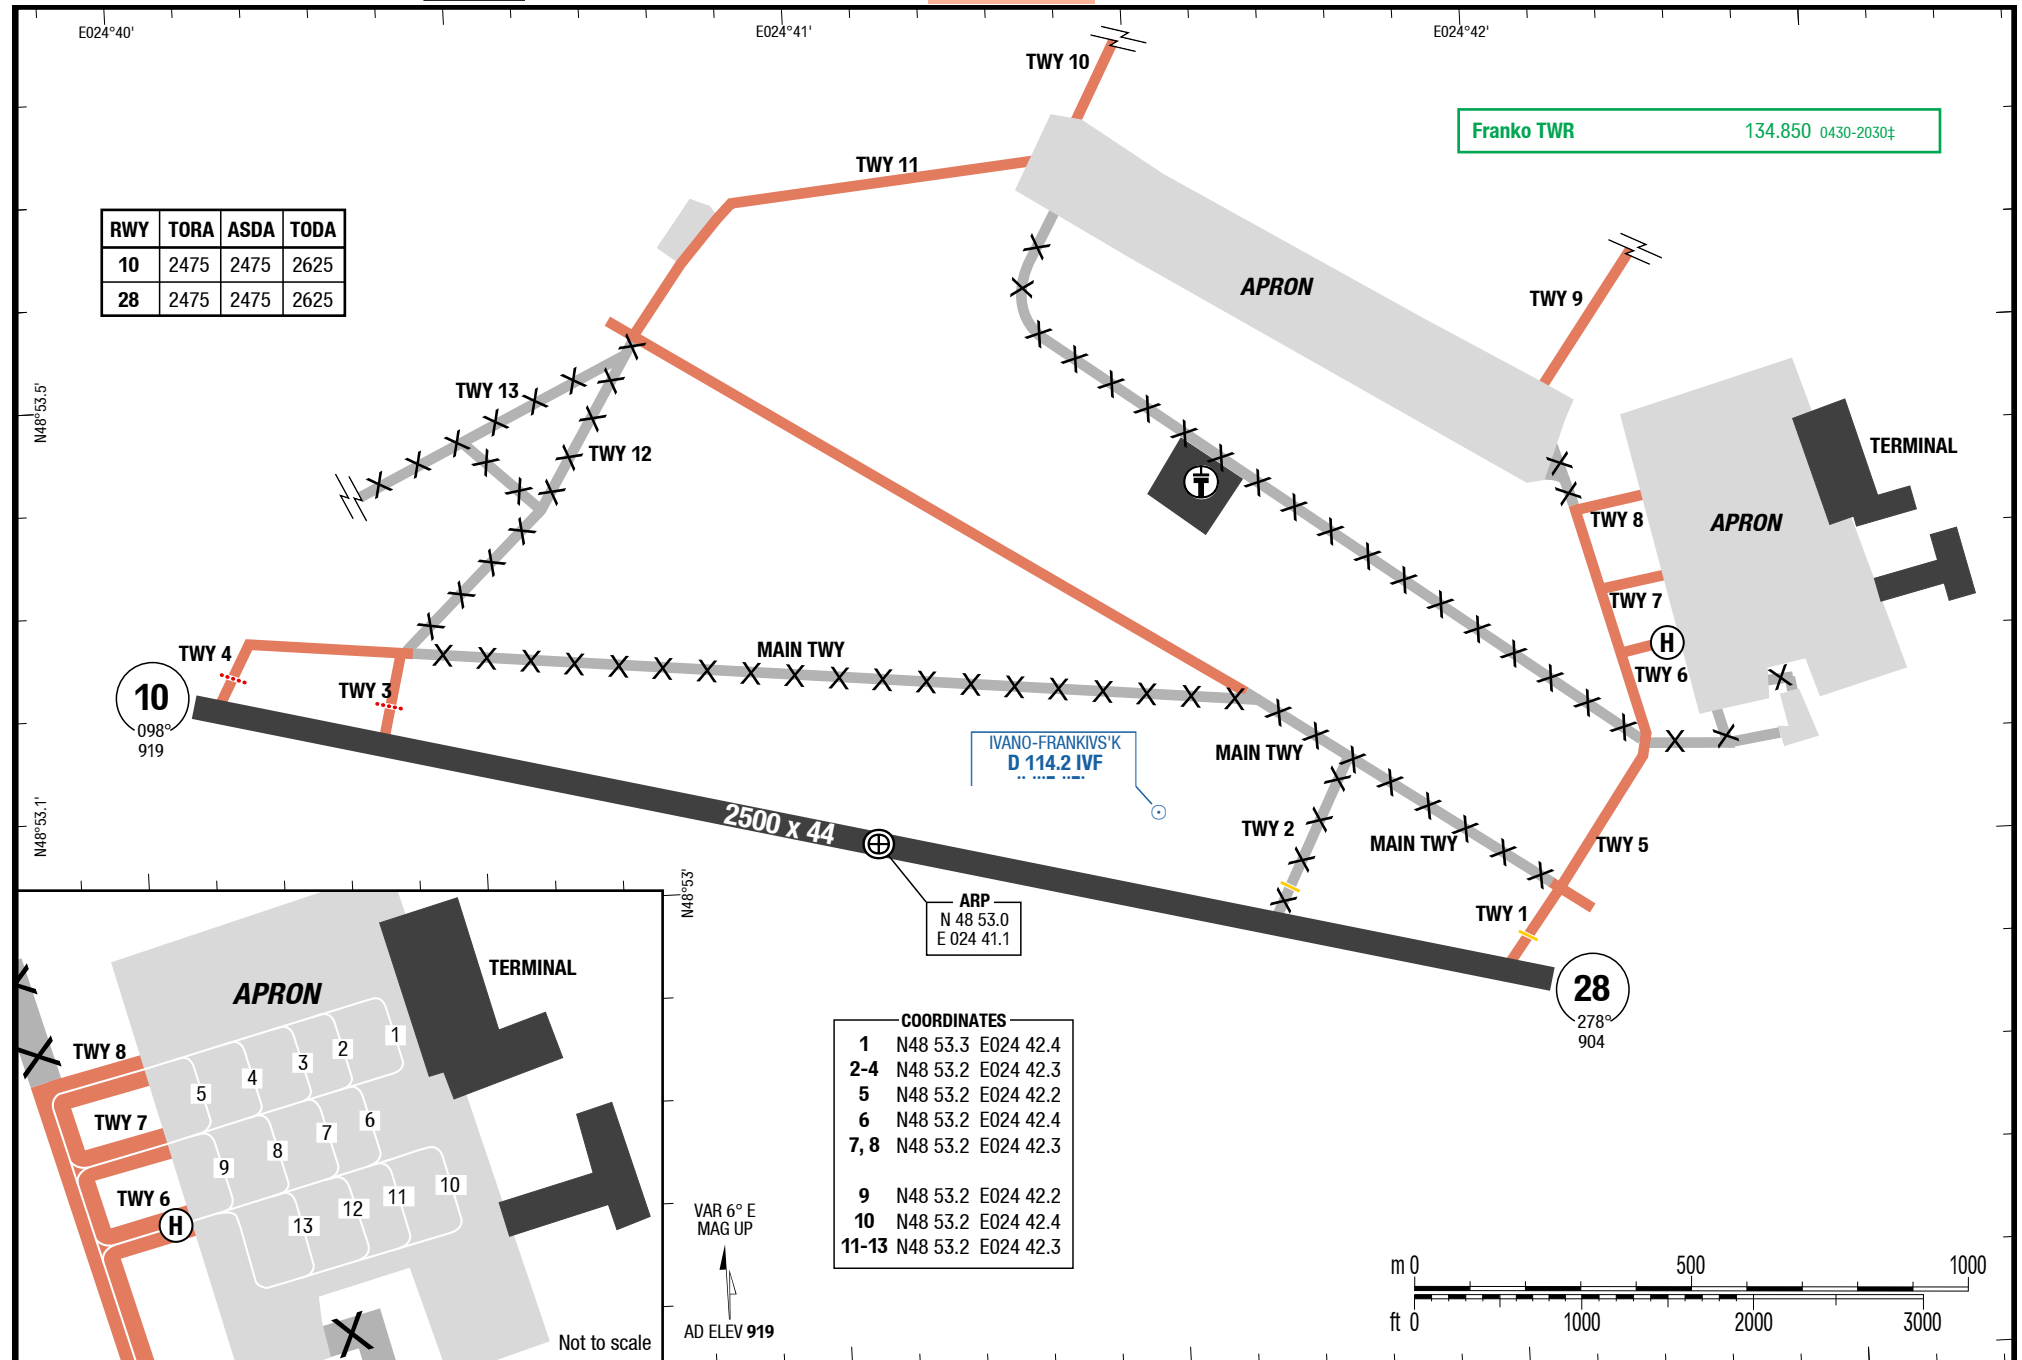 E024°40'
E024°41'
E024°42'
TWY 10
Franko TWR 134.850 0430-2030‡
TWY 11
RWY TORA ASDA TODA
10 2475 2475 2625
28 2475 2475 2625
APRON
TWY 9
N48°53.5'
TWY 13
TWY 12
TERMINAL
TWY 8
APRON
TWY 7
H
TWY 6
TWY 4
MAIN TWY
TWY 3
10
098°
919
IVANO-FRANKIVS'K
D 114.2 IVF
MAIN TWY
N48°53.1'
2500 x 44
TWY 2
MAIN TWY
TWY 5
N48°53'
ARP
N 48 53.0
E 024 41.1
TWY 1
28
278°
904
TERMINAL
APRON
1
2
3
4
5
TWY 8
TWY 7
6
7
8
9
TWY 6
H
10
11
12
13
Not to scale
COORDINATES
1 N48 53.3 E024 42.4
2-4 N48 53.2 E024 42.3
5 N48 53.2 E024 42.2
6 N48 53.2 E024 42.4
7, 8 N48 53.2 E024 42.3
9 N48 53.2 E024 42.2
10 N48 53.2 E024 42.4
11-13 N48 53.2 E024 42.3
VAR 6° E
MAG UP
AD ELEV 919
m 0 500 1000
ft 0 1000 2000 3000